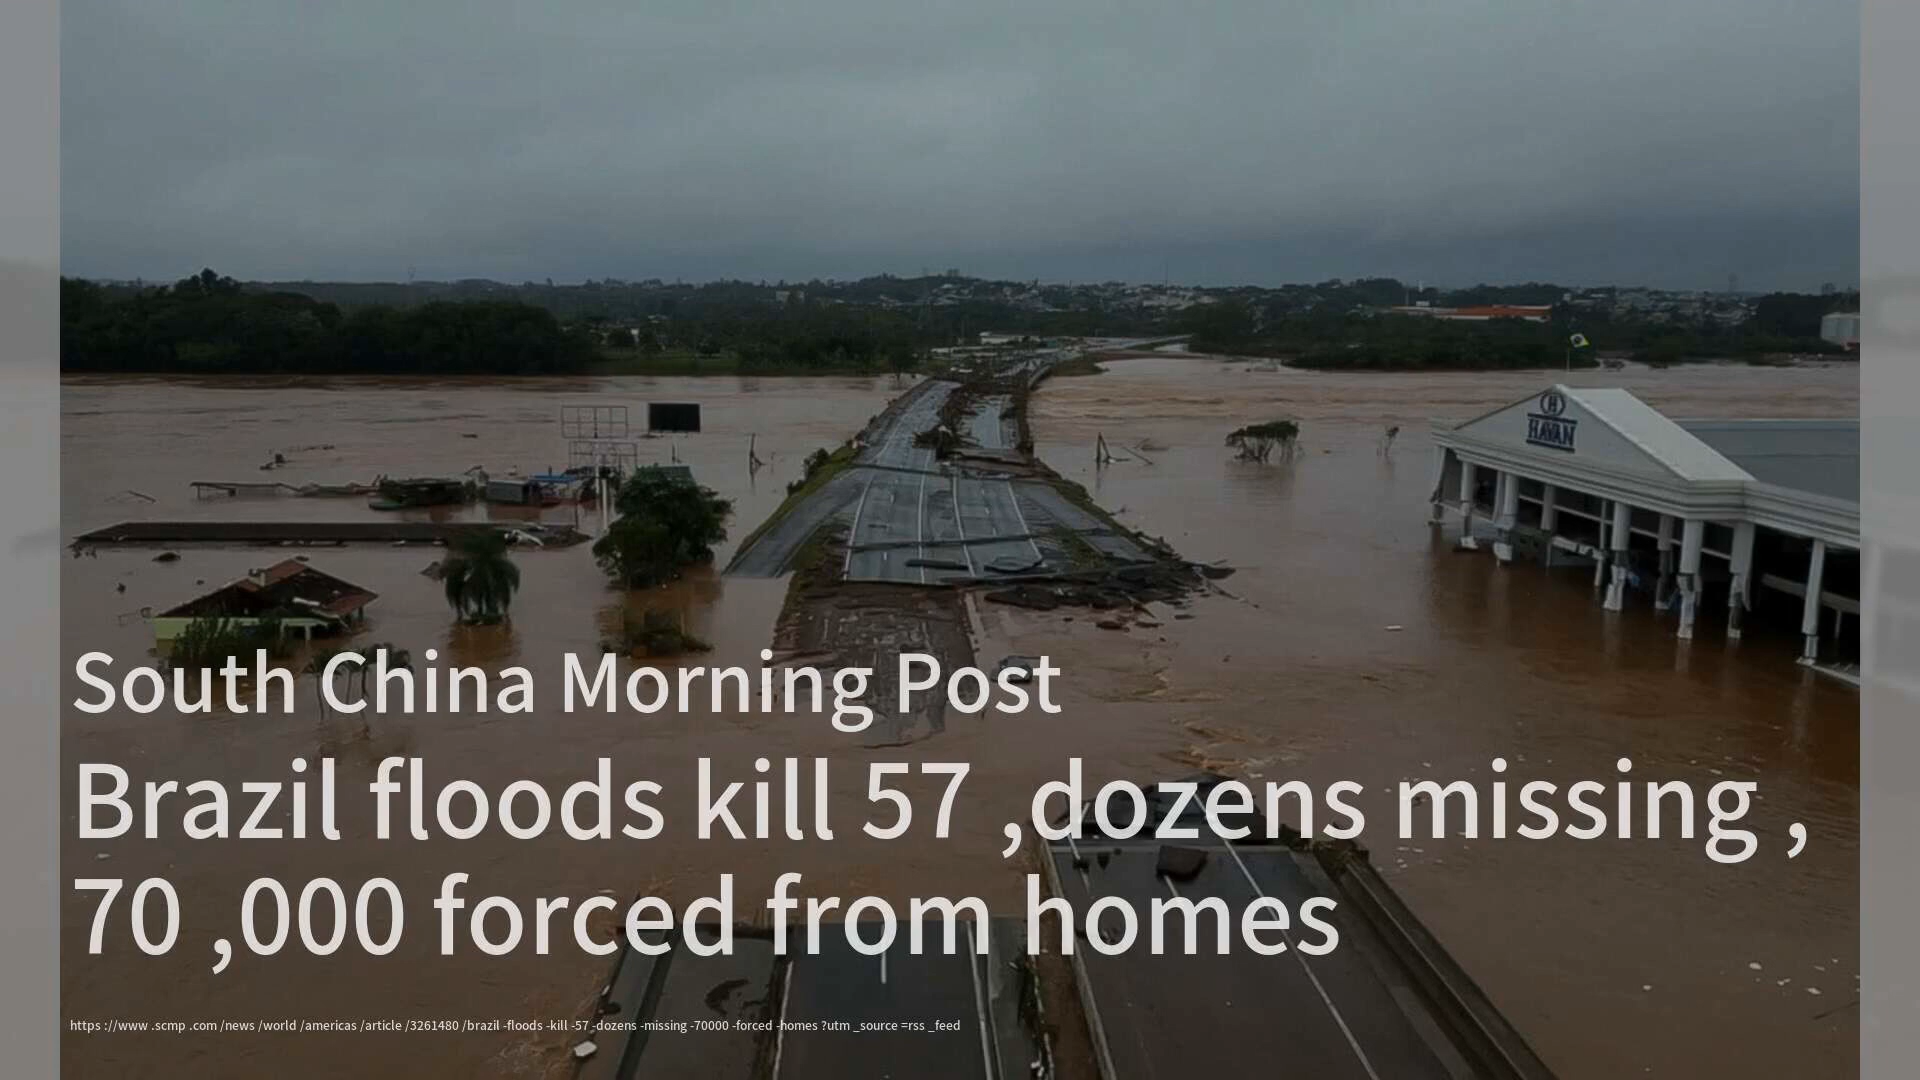 H
HAVAN
South China Morning Post
Brazil floods kill 57 ,dozens missing ,
70 ,000 forced from homes
https ://www .scmp .com /news /world /americas /article /3261480 /brazil -floods -kill -57 -dozens -missing -70000 -forced -homes ?utm _source =rss _feed